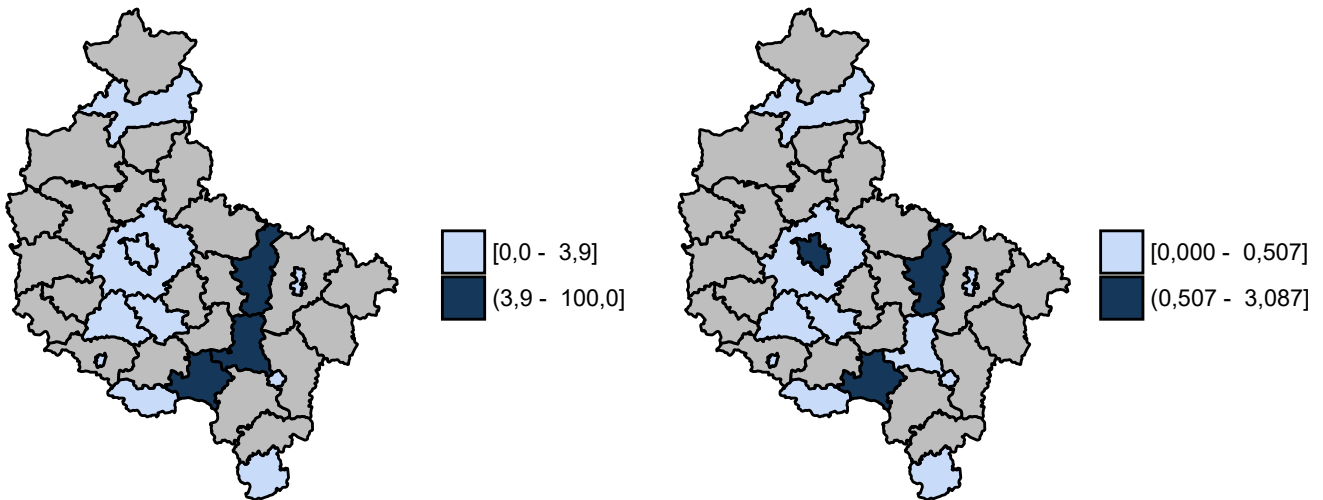 [0,0 - 3,9]
(3,9 - 100,0]
[0,000 - 0,507]
(0,507 - 3,087]